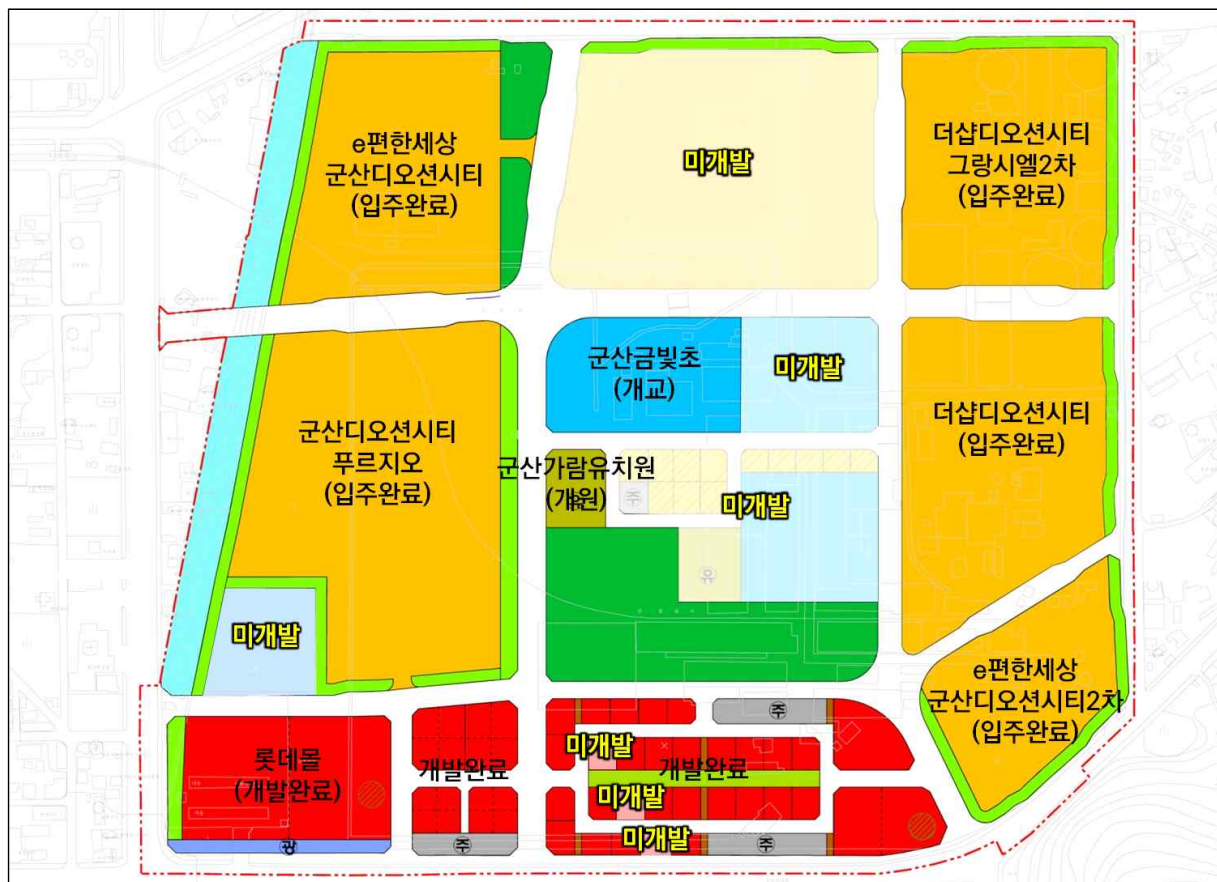 e편한세상
군산디오션시티
(입주완료)
미개발
더샵디오션시티
그랑시엘2차
(입주완료)
군산금빛초
(개교)
미개발
군산디오션시티
푸르지오
(입주완료)
더샵디오션시티
(입주완료)
군산가람유치원
(개원)
주
미개발
유
미개발
e편한세상
군산디오션시티2차
(입주완료)
주
롯데몰
(개발완료)
개발완료
미개발
개발완료
미개발
미개발
광
주
주